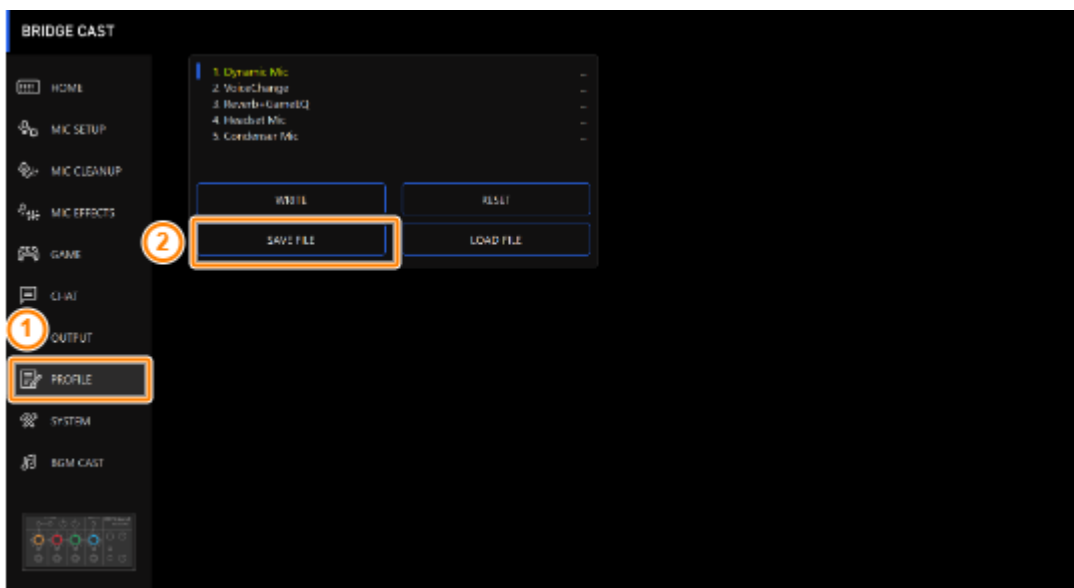 BRIDGE CAST
HOME
MIC SETUP
MIC CLEANUP
MIC EFFECTS
GAME
CHAT
1
OUTPUT
PROFILE
SYSTEM
BGM CAST
1. Dynamic Mic ...
2. VoiceChange ...
3. Reverb+GameEQ ...
4. Headset Mic ...
5. Condenser Mic ...
WRITE
RESET
2
SAVE FILE
LOAD FILE